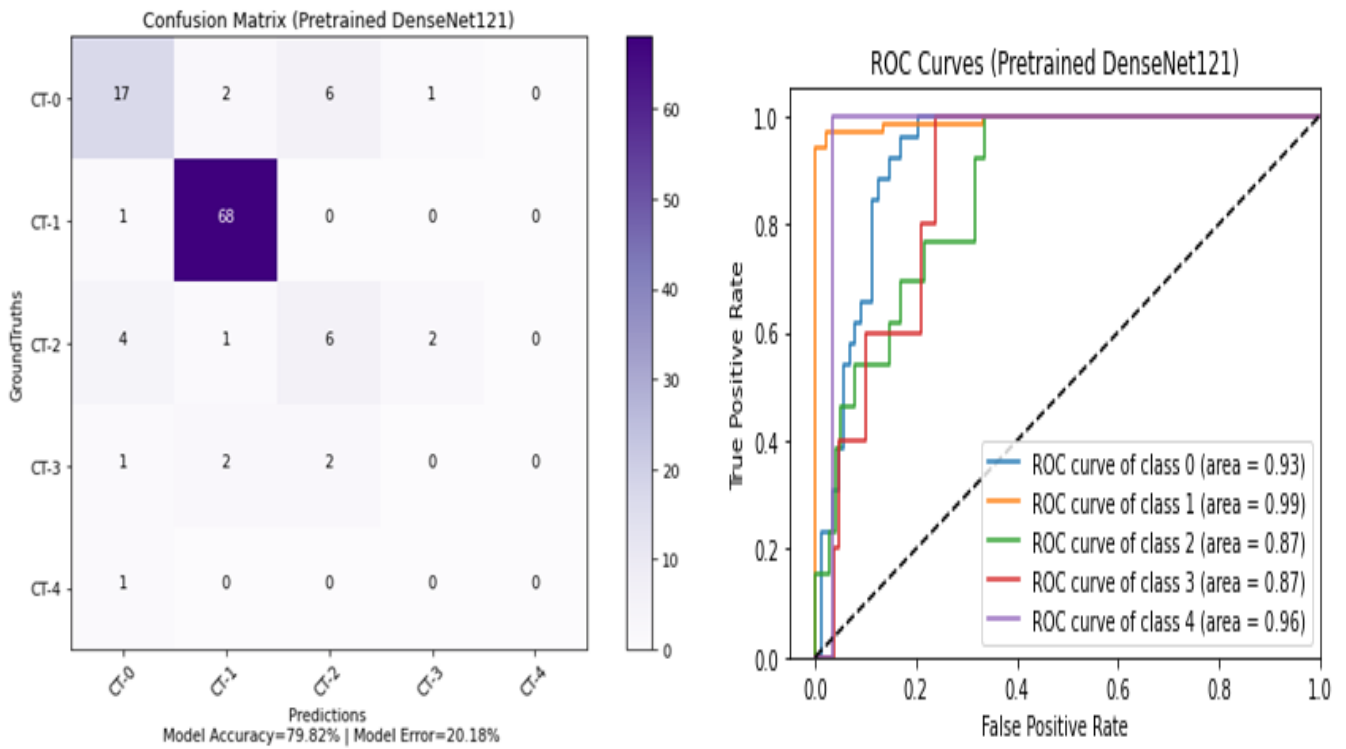 Confusion Matrix (Pretrained DenseNet121)
CT-0 17 2 6 1 0
CT-1 1 68 0 0 0
CT-2 4 1 6 2 0
CT-3 1 2 2 0 0
CT-4 1 0 0 0 0
GroundTruths
CT-0 CT-1 CT-2 CT-3 CT-4
Predictions
Model Accuracy=79.82% | Model Error=20.18%
60
50
40
30
20
10
0
ROC Curves (Pretrained DenseNet121)
True Positive Rate
1.0
0.8
0.6
0.4
0.2
0.0
ROC curve of class 0 (area = 0.93)
ROC curve of class 1 (area = 0.99)
ROC curve of class 2 (area = 0.87)
ROC curve of class 3 (area = 0.87)
ROC curve of class 4 (area = 0.96)
0.0 0.2 0.4 0.6 0.8 1.0
False Positive Rate